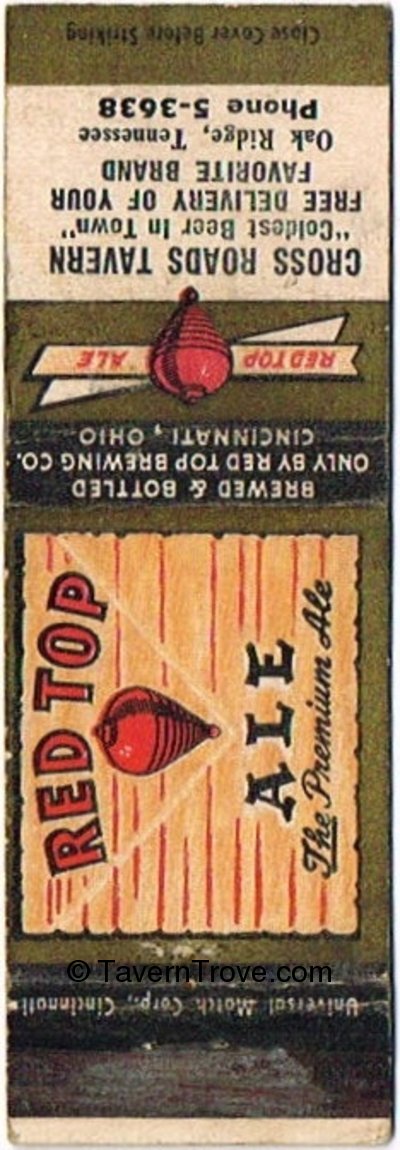 Close Cover Before Striking
CROSS ROADS TAVERN
"Coldest Beer In Town"
FREE DELIVERY OF YOUR
FAVORITE BRAND
Oak Ridge, Tennessee
Phone 5-3638
RED TOP ALE
BREWED & BOTTLED
ONLY BY RED TOP BREWING CO.
CINCINNATI, OHIO
RED TOP
ALE
The Premium Ale
© TavernTrove.com
Universal Match Corp., Cincinnati